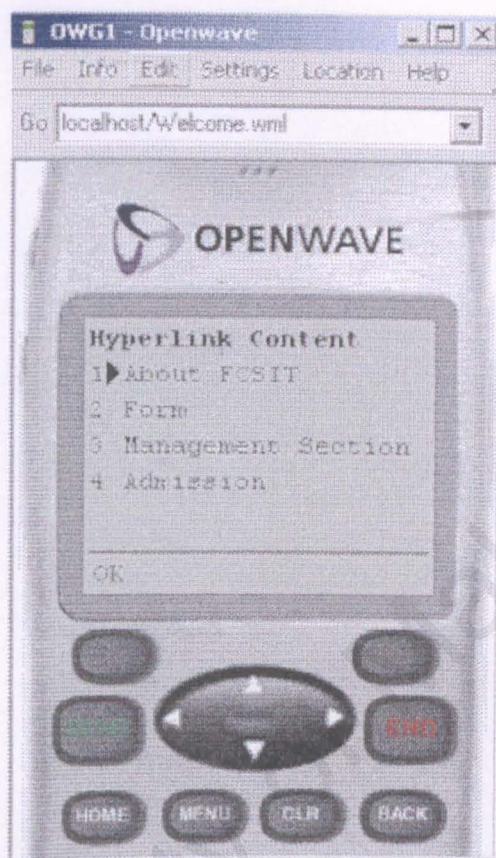 OWG1 - Openwave
File Info Edit Settings Location Help
Go localhost/Welcome.wml
OPENWAVE
Hyperlink Content
1 About FCSIT
2 Form
3 Management Section
4 Admission
OK
SEND END
HOME MENU CLR BACK